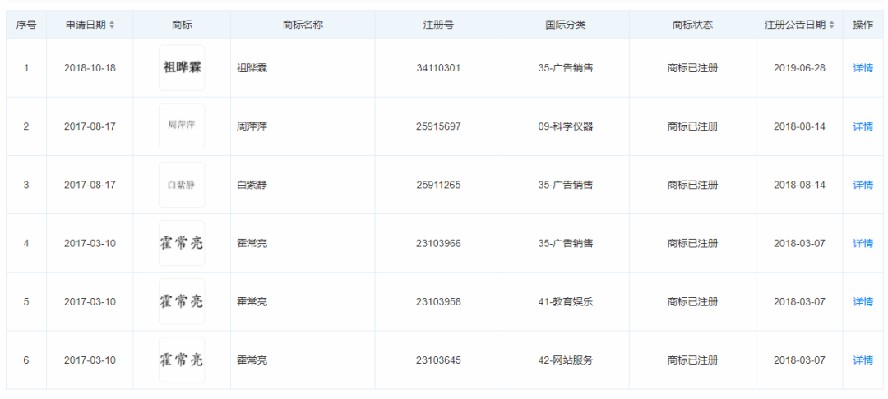 序号 申请日期 商标 商标名称 注册号 国际分类 商标状态 注册公告日期 操作
1 2018-10-18 祖晔霖 祖晔霖 34110301 35-广告销售 商标已注册 2019-06-28 详情
2 2017-08-17 周萍萍 周萍萍 25915697 09-科学仪器 商标已注册 2018-08-14 详情
3 2017-08-17 白紫静 白紫静 25911265 35-广告销售 商标已注册 2018-08-14 详情
4 2017-03-10 霍常亮 霍常亮 23103966 35-广告销售 商标已注册 2018-03-07 详情
5 2017-03-10 霍常亮 霍常亮 23103958 41-教育娱乐 商标已注册 2018-03-07 详情
6 2017-03-10 霍常亮 霍常亮 23103645 42-网站服务 商标已注册 2018-03-07 详情